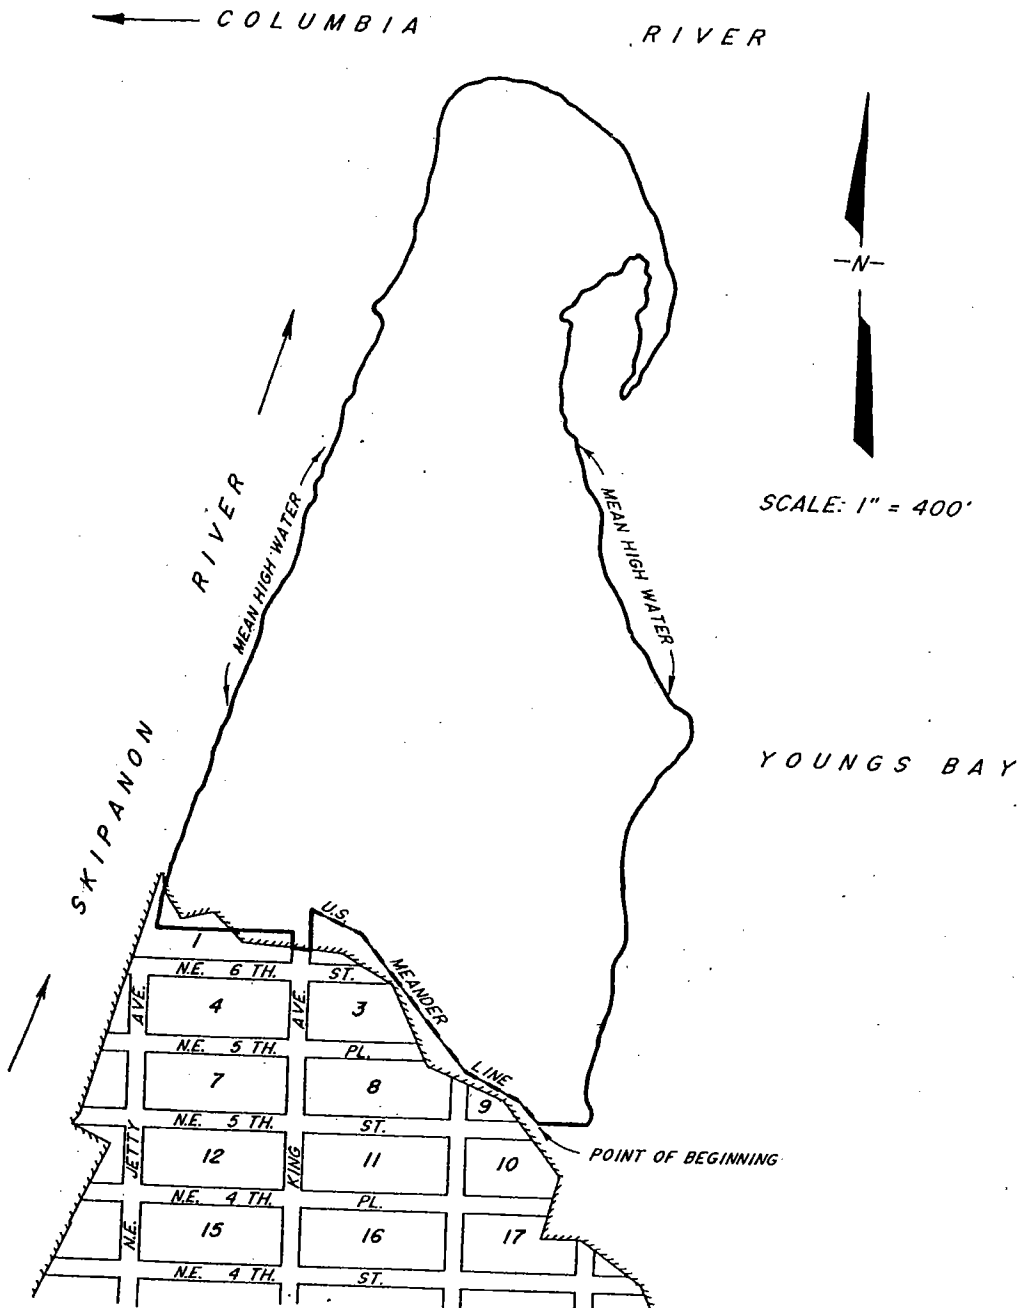 COLUMBIA RIVER
-N-
SCALE: 1" = 400'
SKIPANON RIVER
MEAN HIGH WATER
MEAN HIGH WATER
YOUNGS BAY
U.S. MEANDER LINE
1
N.E. 6 TH. ST.
4
3
N.E. 5 TH. PL.
7
8
9
N.E. 5 TH. ST.
12
11
10
POINT OF BEGINNING
N.E. 4 TH. PL.
15
16
17
N.E. 4 TH. ST.
N.E. JETTY AVE.
KING AVE.